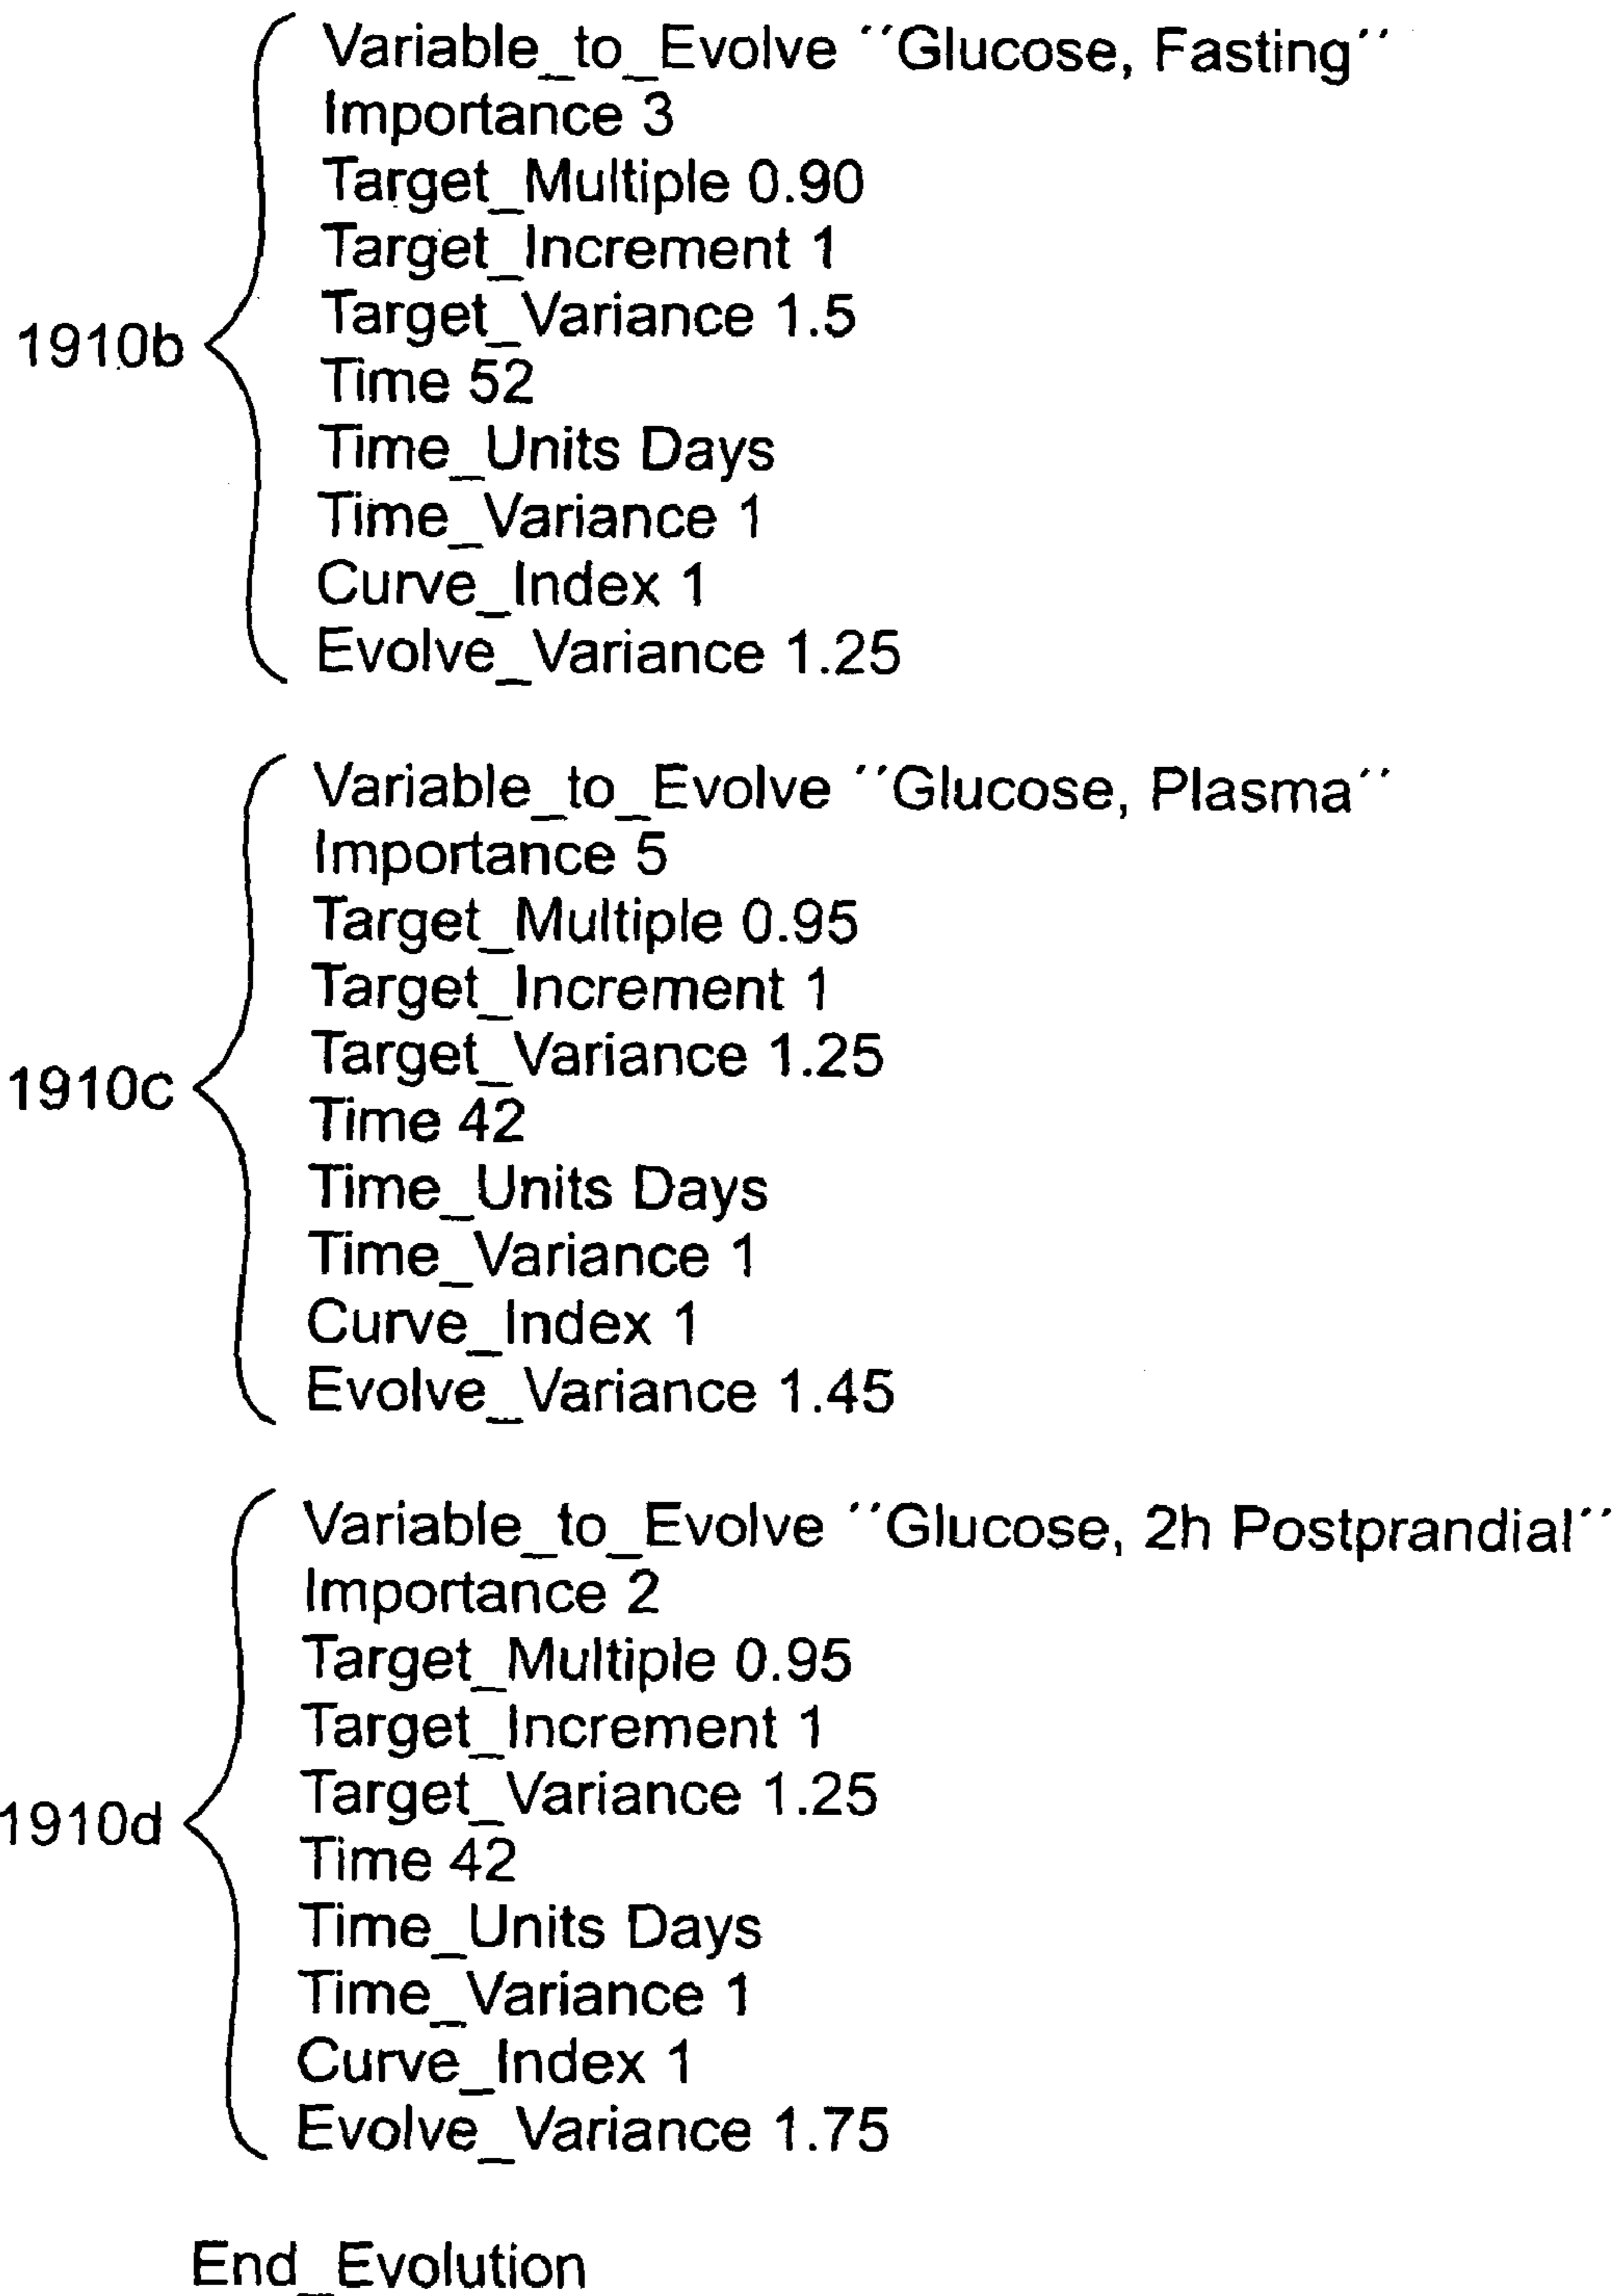 Variable_to_Evolve ´´Glucose, Fasting´´
Importance 3
Target_Multiple 0.90
Target_Increment 1
Target_Variance 1.5
1910b
Time 52
Time_Units Days
Time_Variance 1
Curve_Index 1
Evolve_Variance 1.25
Variable_to_Evolve ´´Glucose, Plasma´´
Importance 5
Target_Multiple 0.95
Target_Increment 1
Target_Variance 1.25
1910c
Time 42
Time_Units Days
Time_Variance 1
Curve_Index 1
Evolve_Variance 1.45
Variable_to_Evolve ´´Glucose, 2h Postprandial´´
Importance 2
Target_Multiple 0.95
Target_Increment 1
Target_Variance 1.25
1910d
Time 42
Time_Units Days
Time_Variance 1
Curve_Index 1
Evolve_Variance 1.75
End_Evolution